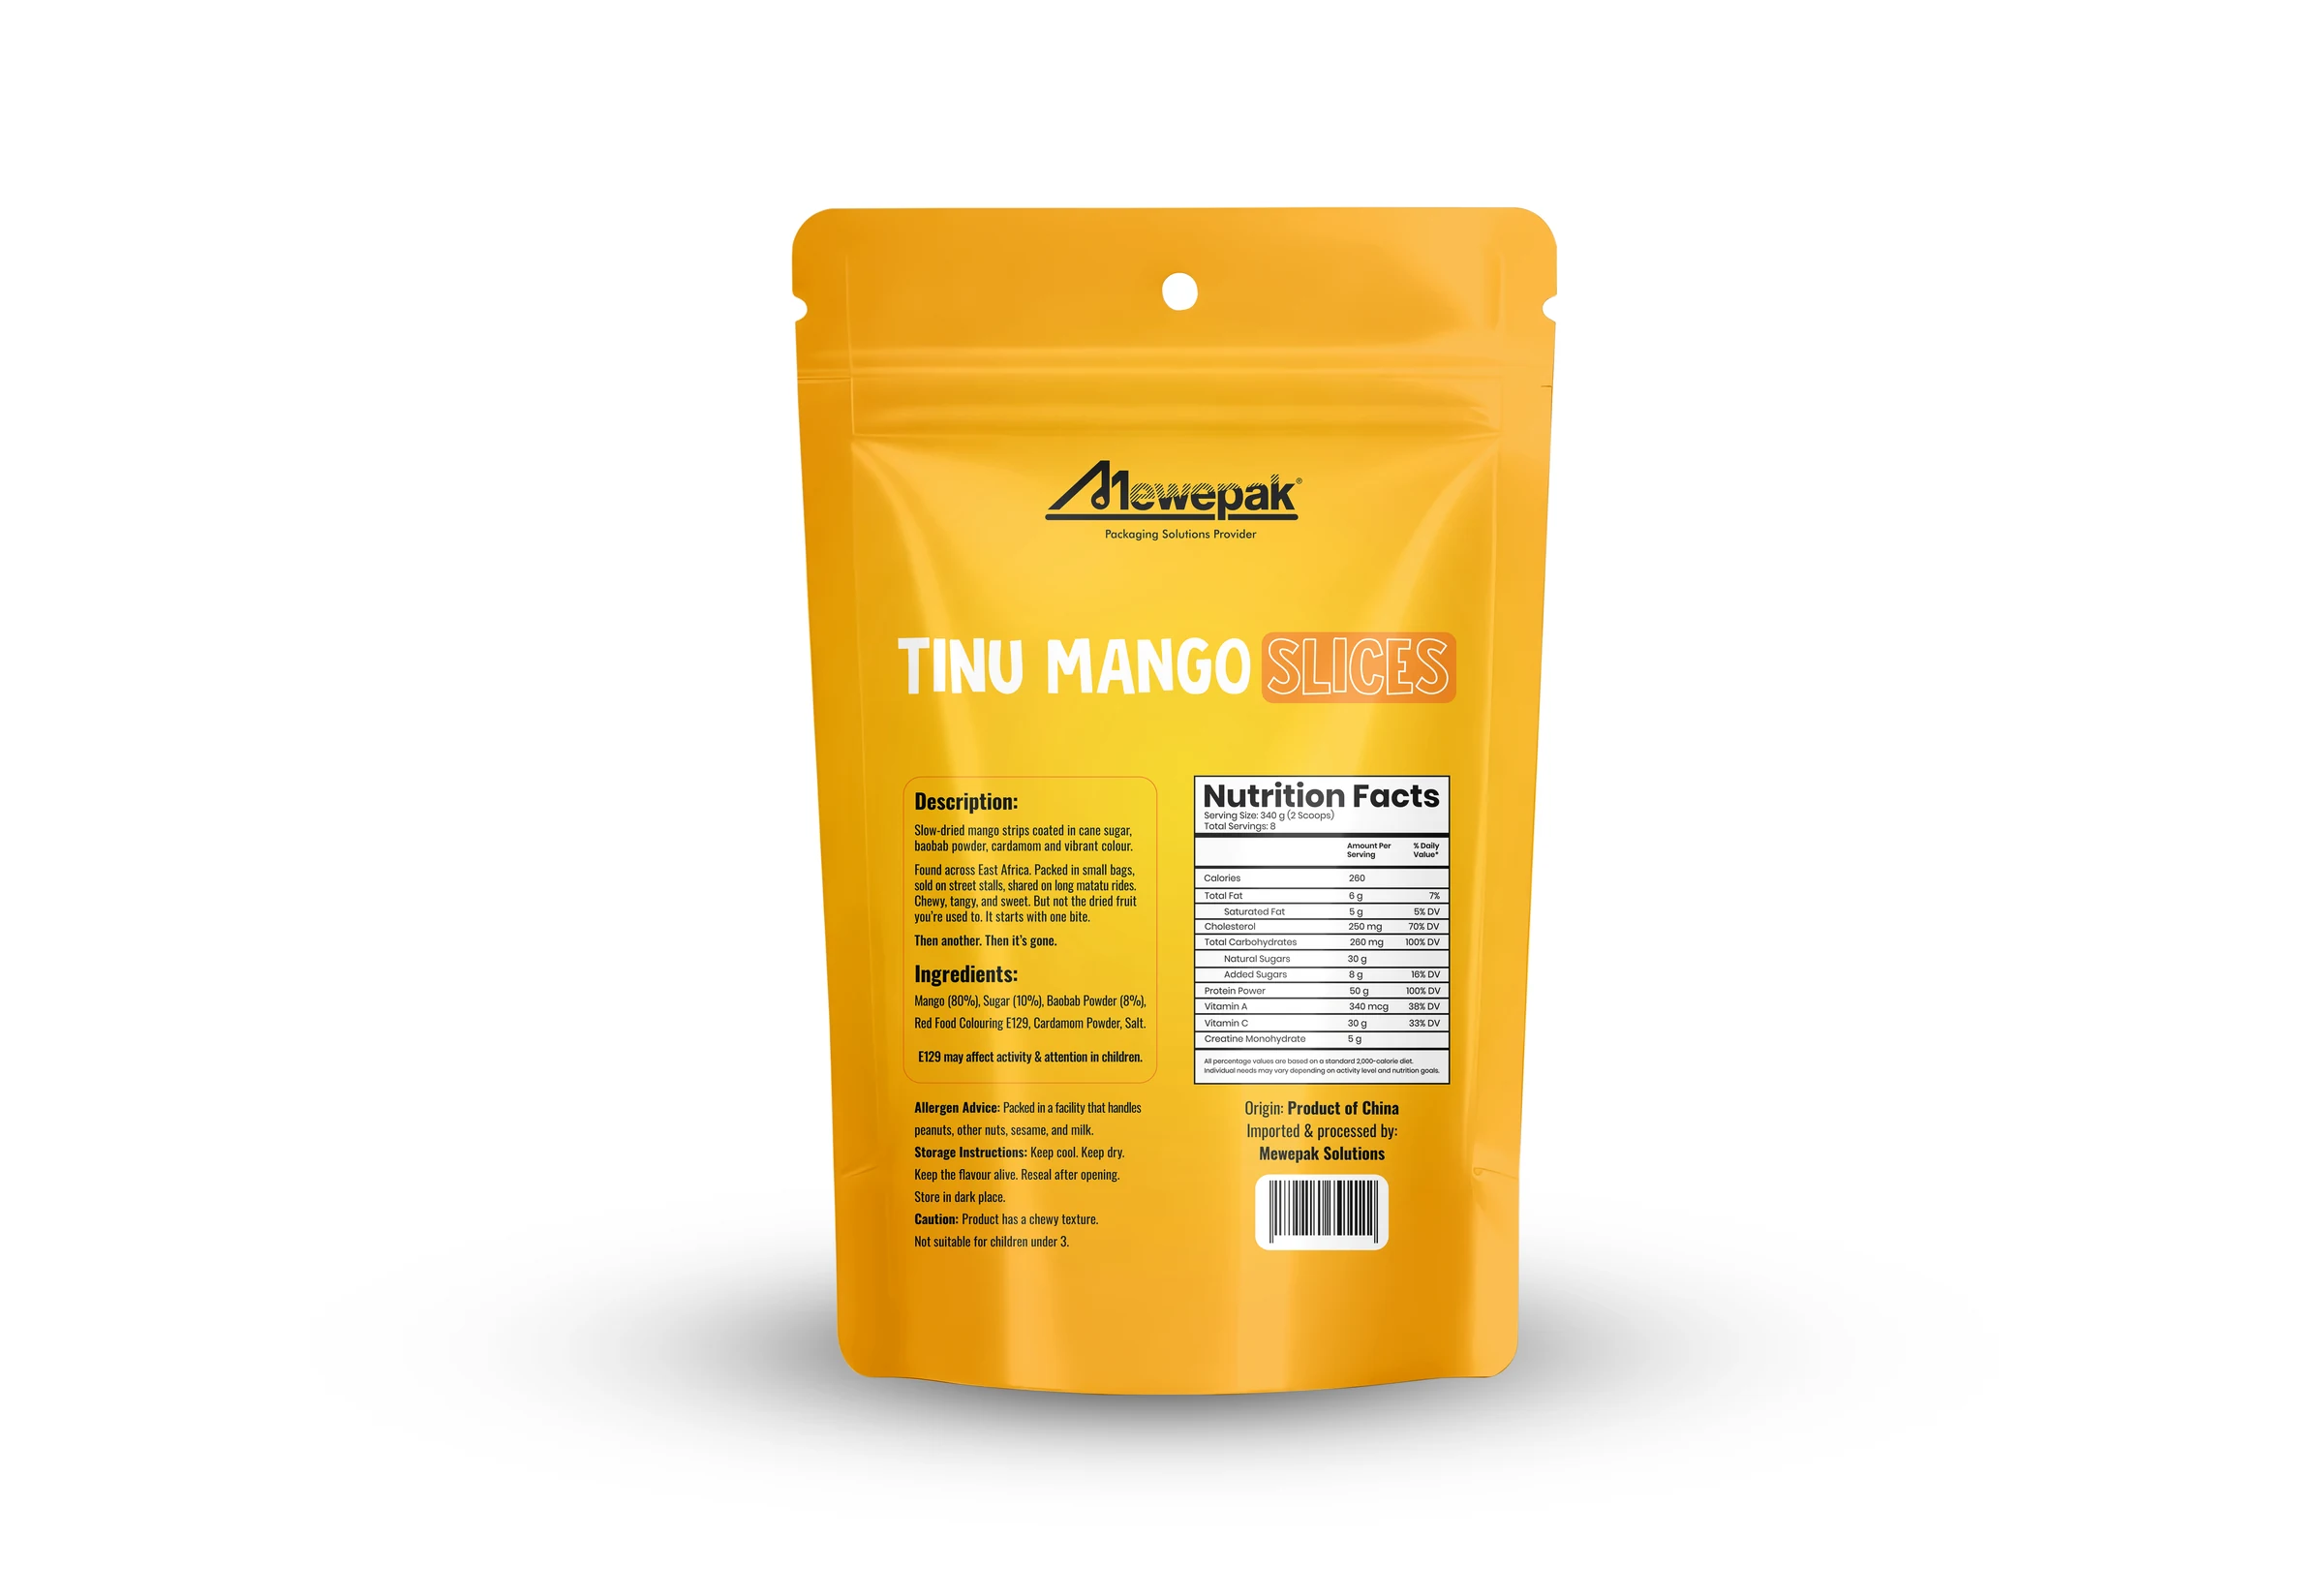 Mewepak®
Packaging Solutions Provider
TINU MANGO SLICES
Description:
Slow-dried mango strips coated in cane sugar,
baobab powder, cardamom and vibrant colour.
Found across East Africa. Packed in small bags,
sold on street stalls, shared on long matatu rides.
Chewy, tangy, and sweet. But not the dried fruit
you're used to. It starts with one bite.
Then another. Then it's gone.
Ingredients:
Mango (80%), Sugar (10%), Baobab Powder (8%),
Red Food Colouring E129, Cardamom Powder, Salt.
E129 may affect activity & attention in children.
Allergen Advice: Packed in a facility that handles
peanuts, other nuts, sesame, and milk.
Storage Instructions: Keep cool. Keep dry.
Keep the flavour alive. Reseal after opening.
Store in dark place.
Caution: Product has a chewy texture.
Not suitable for children under 3.
Nutrition Facts
Serving Size: 340 g (2 Scoops)
Total Servings: 8
Amount Per Serving % Daily Value*
Calories 260
Total Fat 6 g 7%
Saturated Fat 5 g 5% DV
Cholesterol 250 mg 70% DV
Total Carbohydrates 260 mg 100% DV
Natural Sugars 30 g
Added Sugars 8 g 16% DV
Protein Power 50 g 100% DV
Vitamin A 340 mcg 38% DV
Vitamin C 30 g 33% DV
Creatine Monohydrate 5 g
All percentage values are based on a standard 2,000-calorie diet.
Individual needs may vary depending on activity level and nutrition goals.
Origin: Product of China
Imported & processed by:
Mewepak Solutions